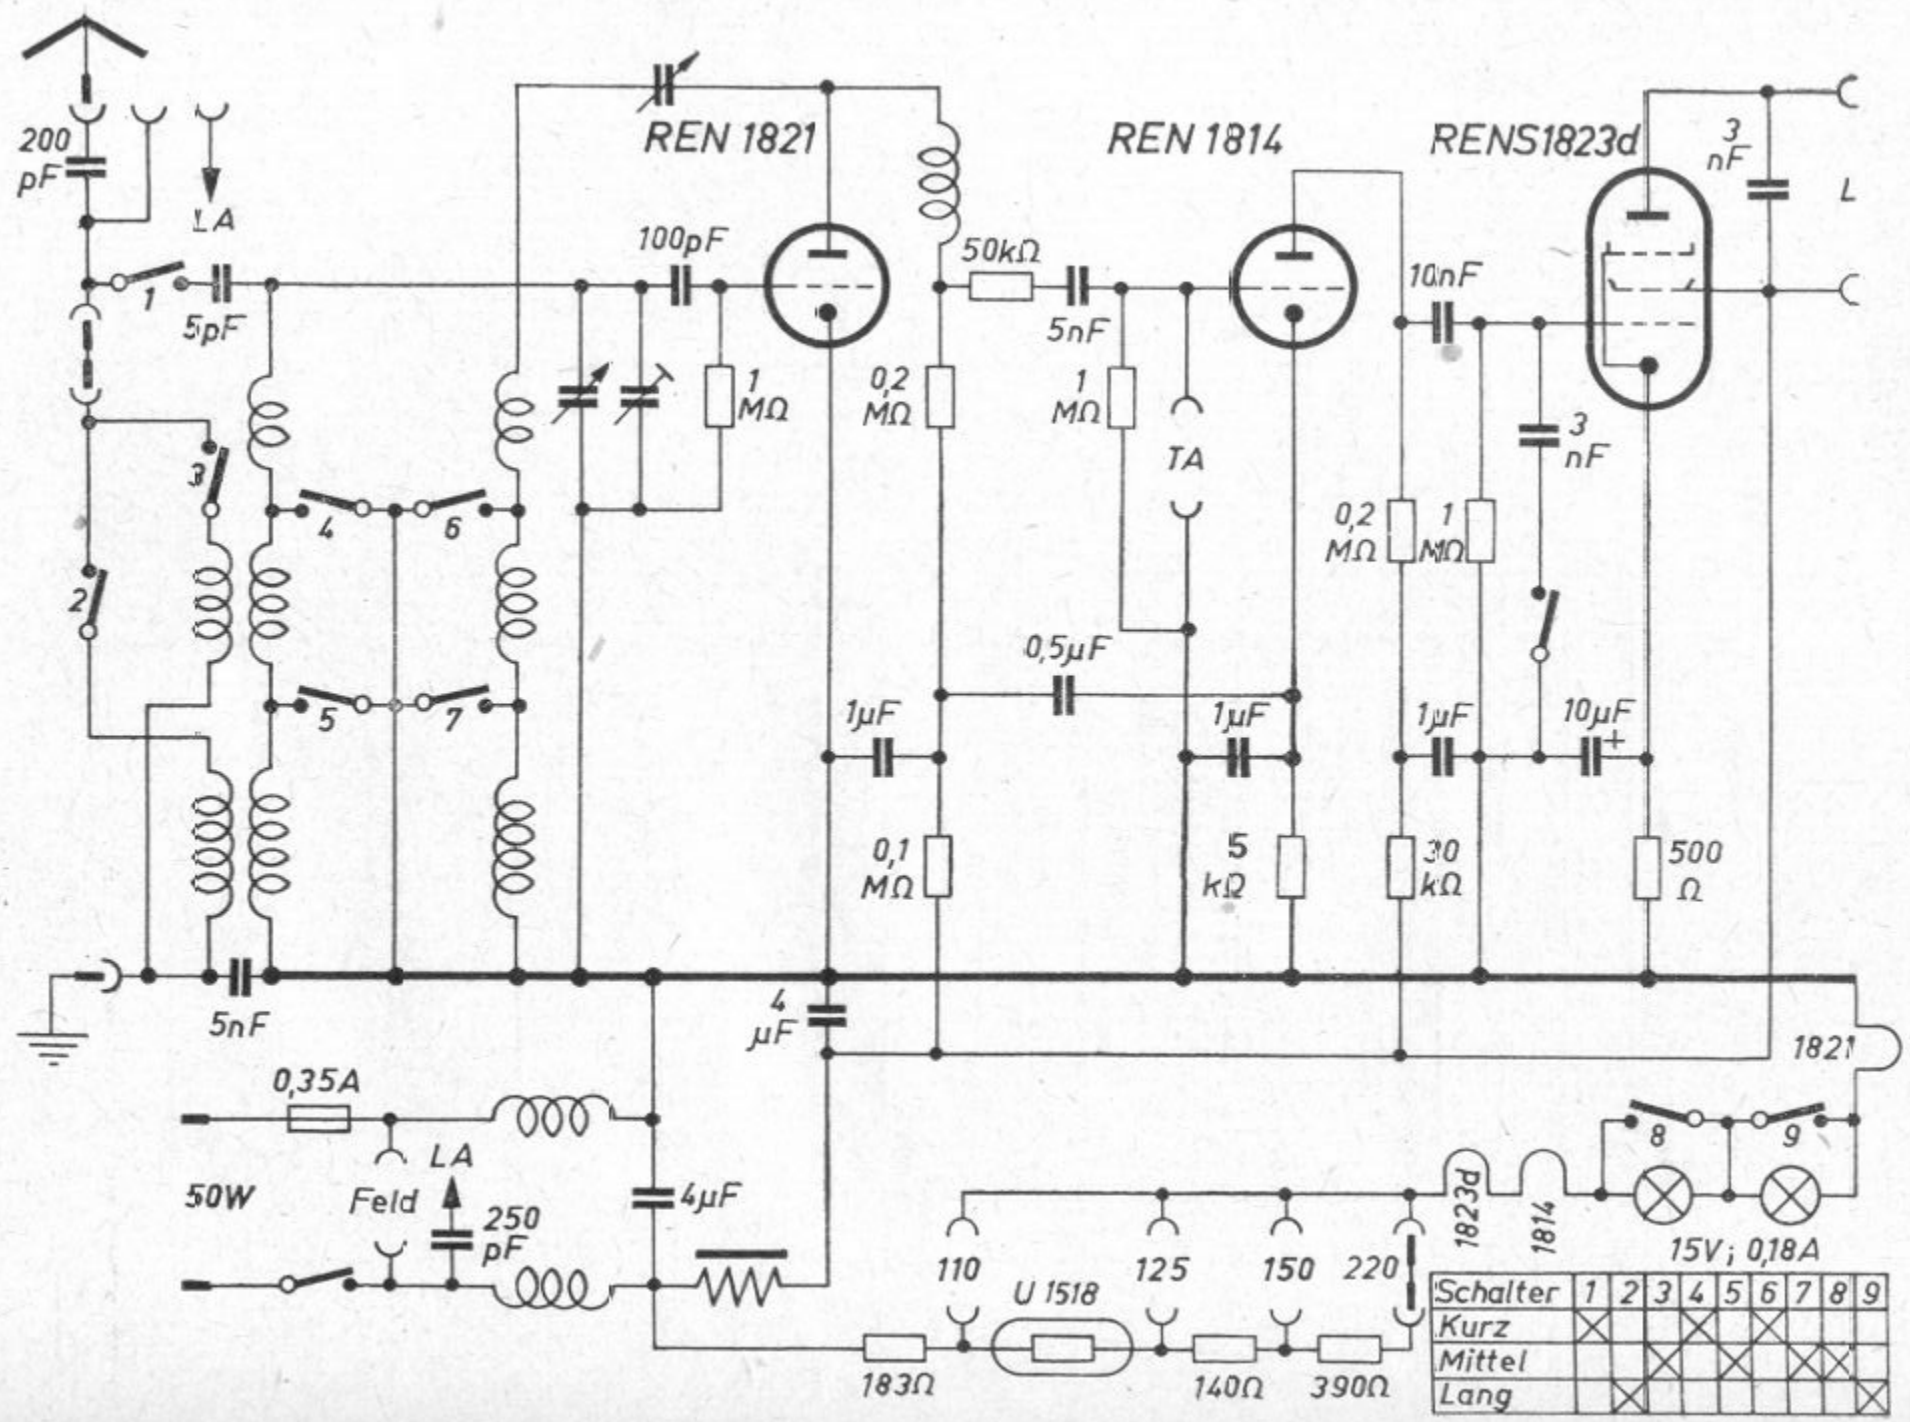 REN 1821
REN 1814
RENS1823d
200
pF
LA
1
5pF
100pF
50kΩ
5nF
10nF
3
nF
L
1
MΩ
0,2
MΩ
1
MΩ
TA
3
nF
3
4
6
2
5
7
0,2
MΩ
1
MΩ
0,5µF
1µF
1µF
1µF
10µF
+
0,1
MΩ
5
kΩ
30
kΩ
500
Ω
5nF
4
µF
1821
0,35A
LA
50W
Feld
250
pF
4µF
8
9
1823d
1814
15V; 0,18A
110
125
150
220
U 1518
183Ω
140Ω
390Ω
Schalter 1 2 3 4 5 6 7 8 9
Kurz
Mittel
Lang